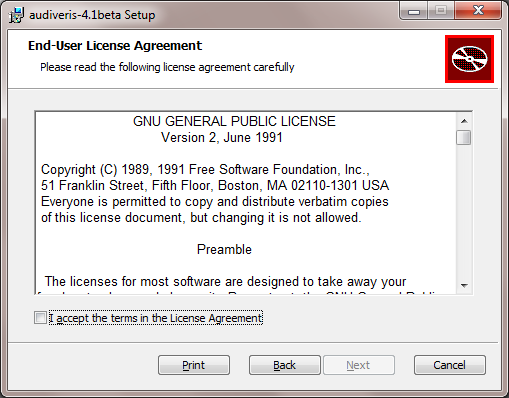 audiveris-4.1beta Setup
End-User License Agreement
Please read the following license agreement carefully
GNU GENERAL PUBLIC LICENSE
Version 2, June 1991
Copyright (C) 1989, 1991 Free Software Foundation, Inc.,
51 Franklin Street, Fifth Floor, Boston, MA 02110-1301 USA
Everyone is permitted to copy and distribute verbatim copies
of this license document, but changing it is not allowed.
Preamble
The licenses for most software are designed to take away your
I accept the terms in the License Agreement
Print Back Next Cancel